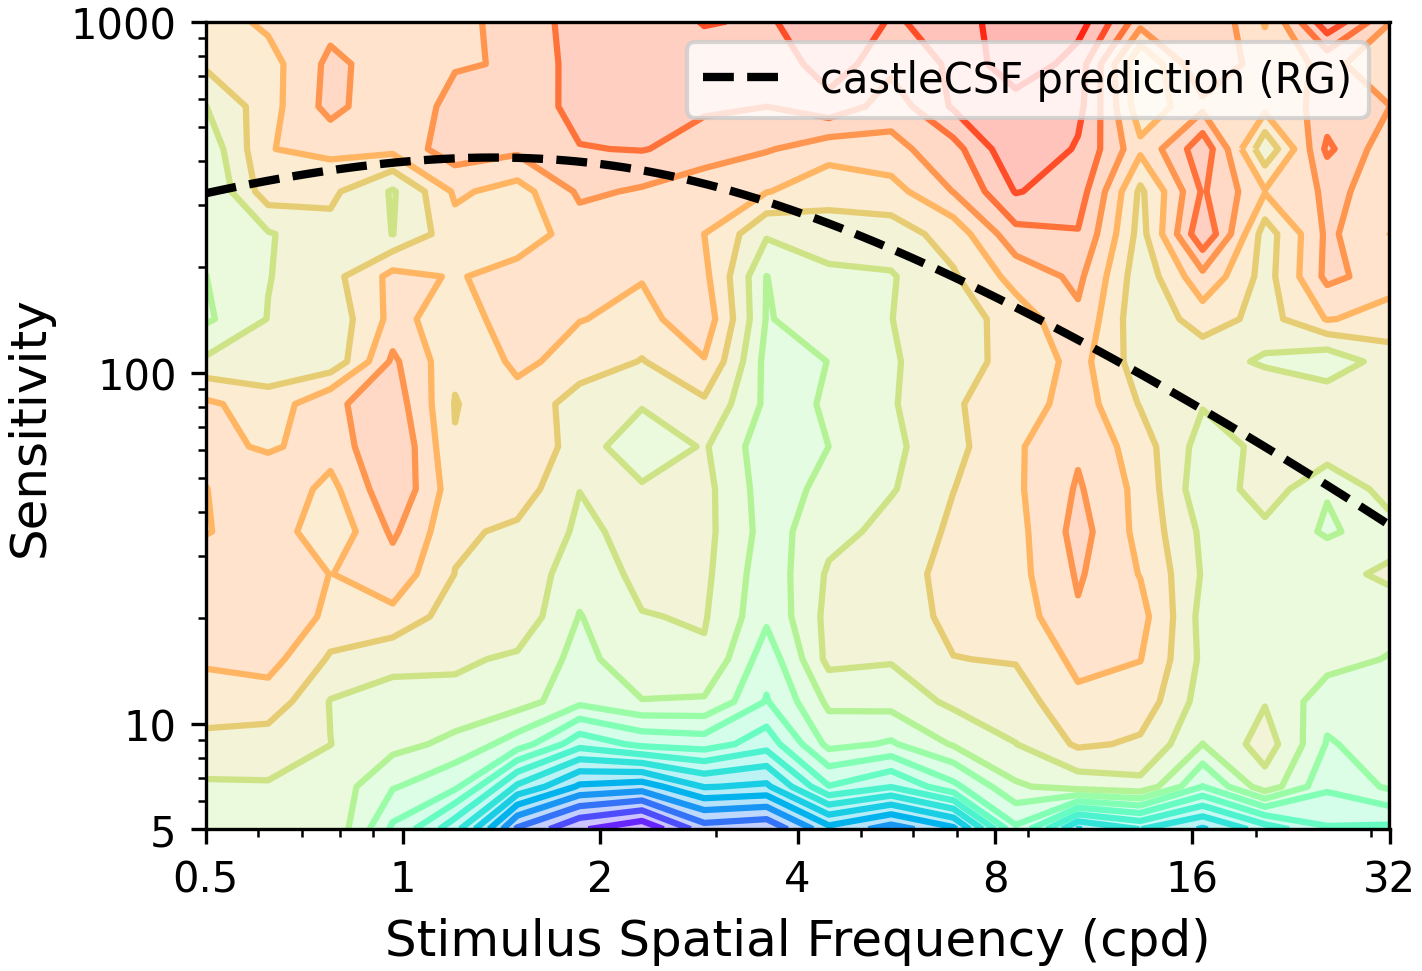 1000
100
10
5
Sensitivity
castleCSF prediction (RG)
0.5 1 2 4 8 16 32
Stimulus Spatial Frequency (cpd)